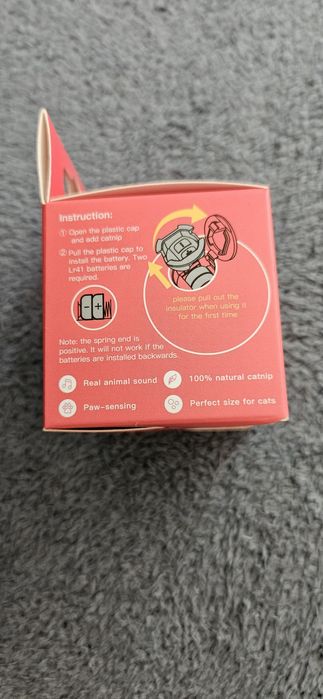 Instruction:
① Open the plastic cap
and add catnip
② Pull the plastic cap to
install the battery. Two
Lr41 batteries are
required.
please pull out the
insulator when using it
for the first time
Note: the spring end is
positive. It will not work if the
batteries are installed backwards.
Real animal sound
100% natural catnip
Paw-sensing
Perfect size for cats